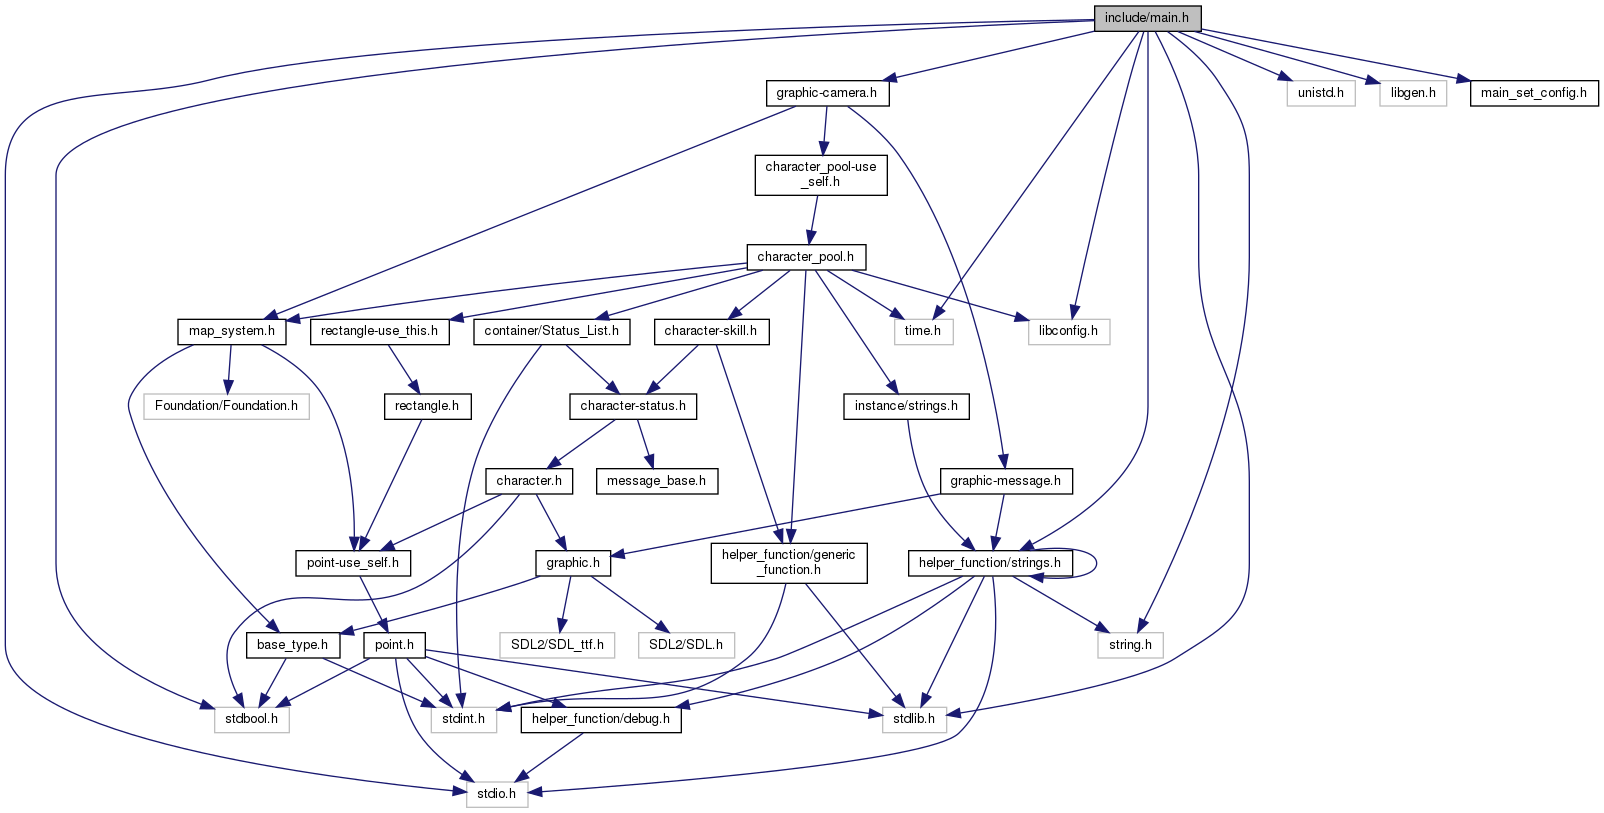 include/main.h
graphic-camera.h
unistd.h
libgen.h
main_set_config.h
character_pool-use
_self.h
character_pool.h
map_system.h
rectangle-use_this.h
container/Status_List.h
character-skill.h
time.h
libconfig.h
Foundation/Foundation.h
rectangle.h
character-status.h
instance/strings.h
character.h
message_base.h
graphic-message.h
point-use_self.h
graphic.h
helper_function/generic
_function.h
helper_function/strings.h
base_type.h
point.h
SDL2/SDL_ttf.h
SDL2/SDL.h
string.h
stdbool.h
stdint.h
helper_function/debug.h
stdlib.h
stdio.h